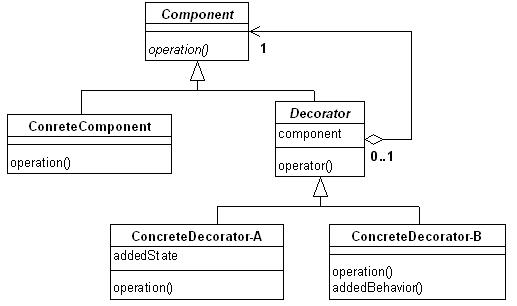 Component
operation()
1
ConreteComponent
operation()
Decorator
component
operator()
0..1
ConcreteDecorator-A
addedState
operation()
ConcreteDecorator-B
operation()
addedBehavior()